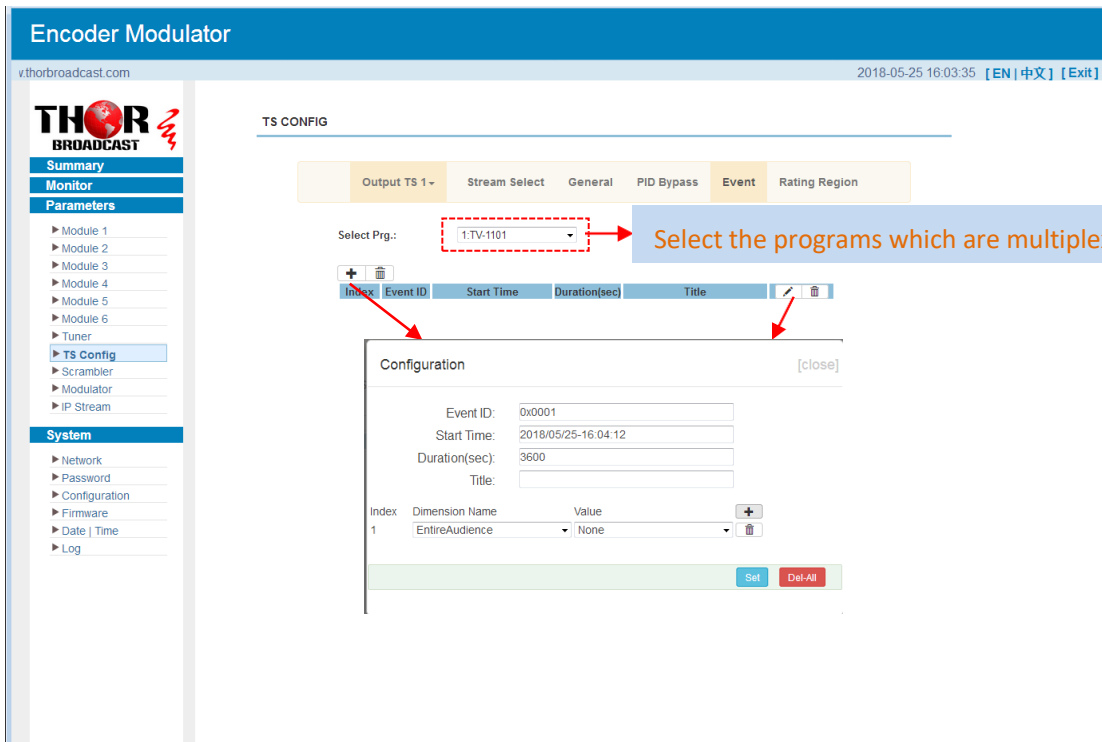 Encoder Modulator
v.thorbroadcast.com
2018-05-25 16:03:35 [ EN | 中文 ] [ Exit ]
THOR
BROADCAST
Summary
Monitor
Parameters
Module 1
Module 2
Module 3
Module 4
Module 5
Module 6
Tuner
TS Config
Scrambler
Modulator
IP Stream
System
Network
Password
Configuration
Firmware
Date | Time
Log
TS CONFIG
Output TS 1 Stream Select General PID Bypass Event Rating Region
Select Prg.: 1:TV-1101
Select the programs which are multiple
Index Event ID Start Time Duration(sec) Title
Configuration [close]
Event ID: 0x0001
Start Time: 2018/05/25-16:04:12
Duration(sec): 3600
Title:
Index Dimension Name Value
1 EntireAudience None
Set Del-All